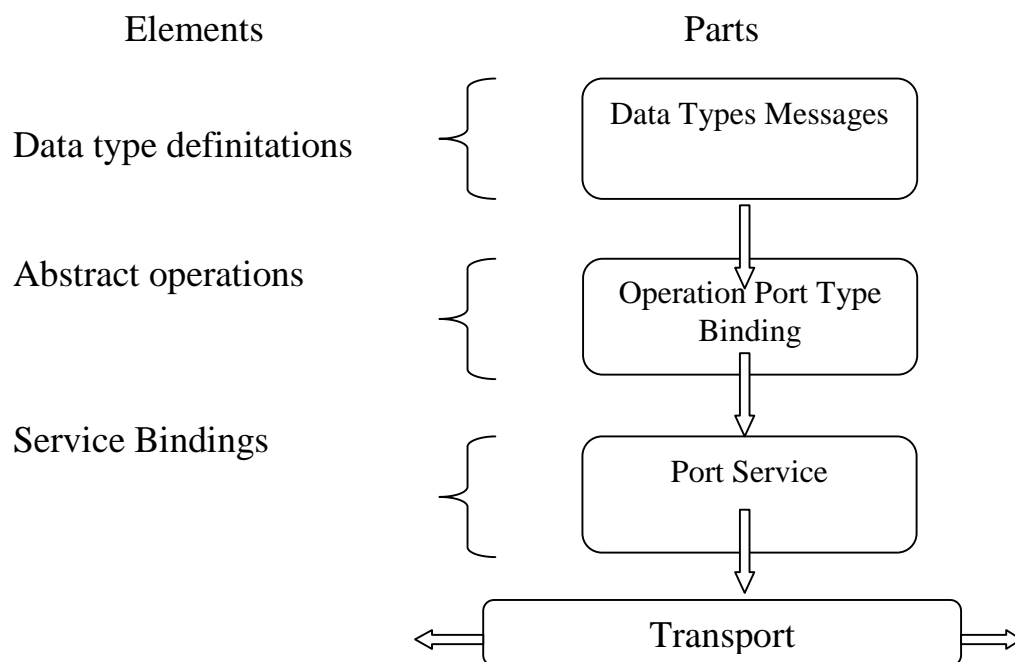 Elements
Parts
Data Types Messages
Data type definitations
Abstract operations
Operation Port Type
Binding
Service Bindings
Port Service
Transport